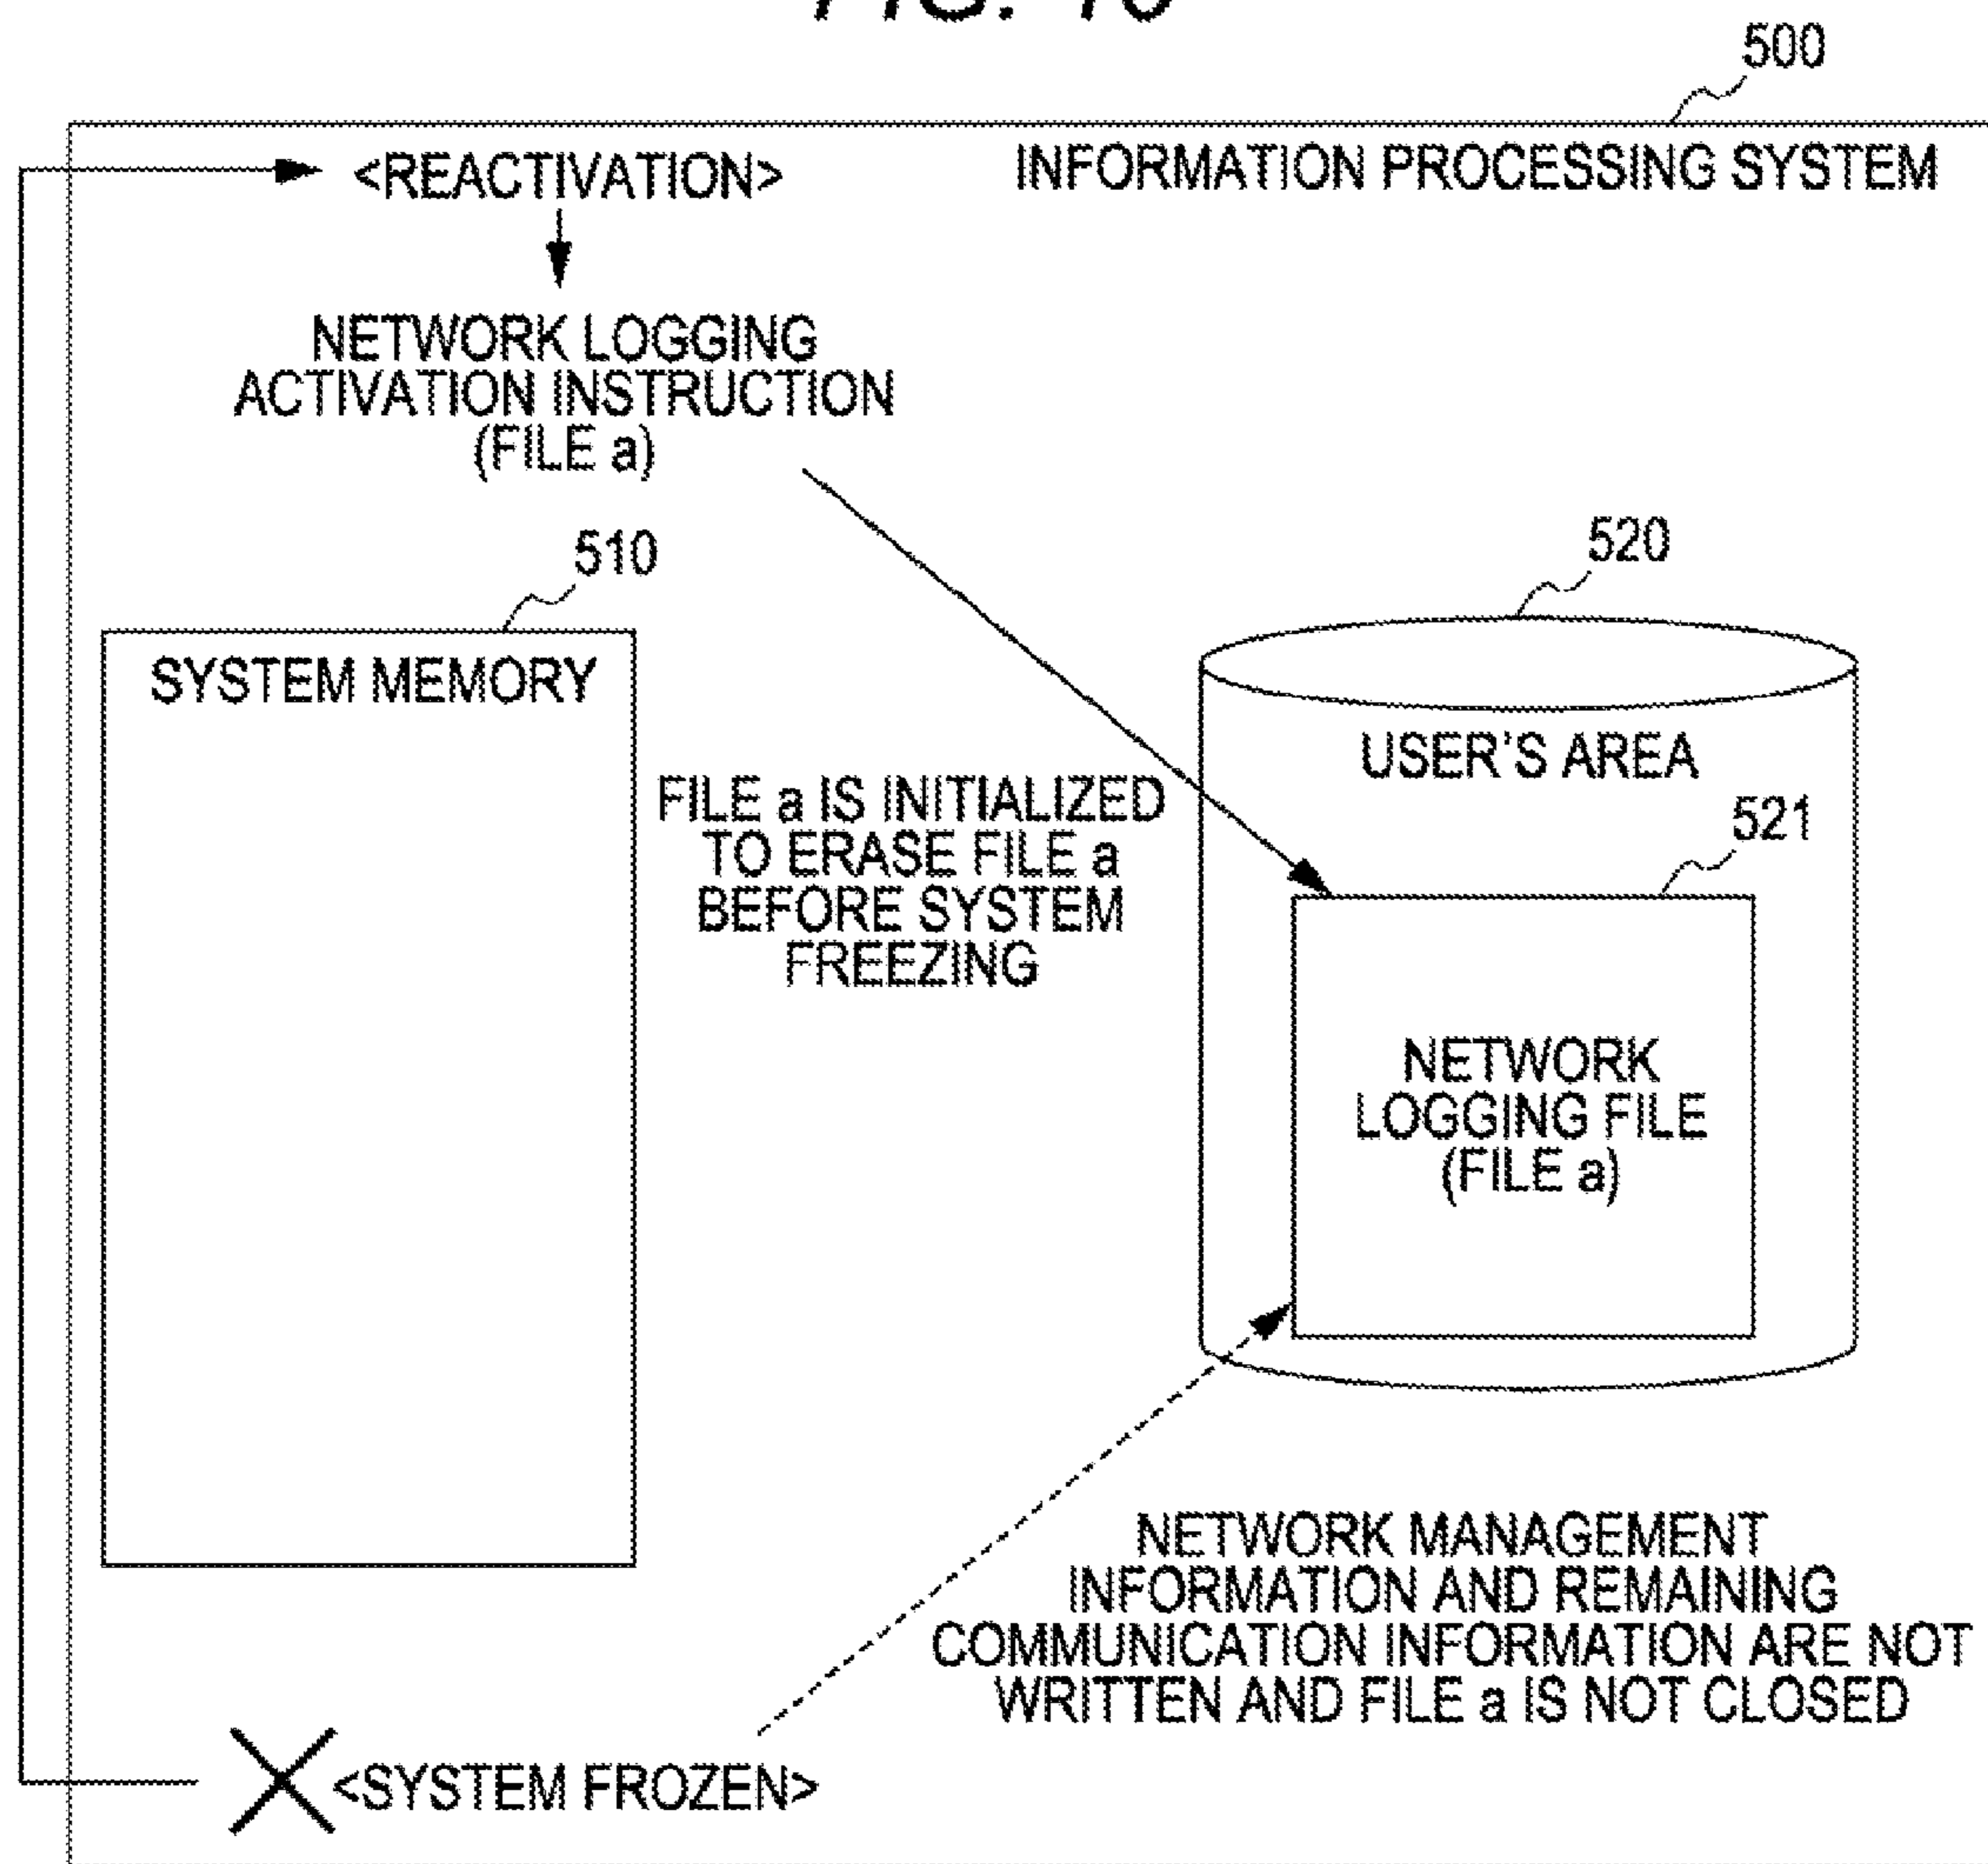 500
<REACTIVATION>
INFORMATION PROCESSING SYSTEM
NETWORK LOGGING
ACTIVATION INSTRUCTION
(FILE a)
510
520
SYSTEM MEMORY
USER'S AREA
521
FILE a IS INITIALIZED
TO ERASE FILE a
BEFORE SYSTEM
FREEZING
NETWORK
LOGGING FILE
(FILE a)
NETWORK MANAGEMENT
INFORMATION AND REMAINING
COMMUNICATION INFORMATION ARE NOT
WRITTEN AND FILE a IS NOT CLOSED
<SYSTEM FROZEN>